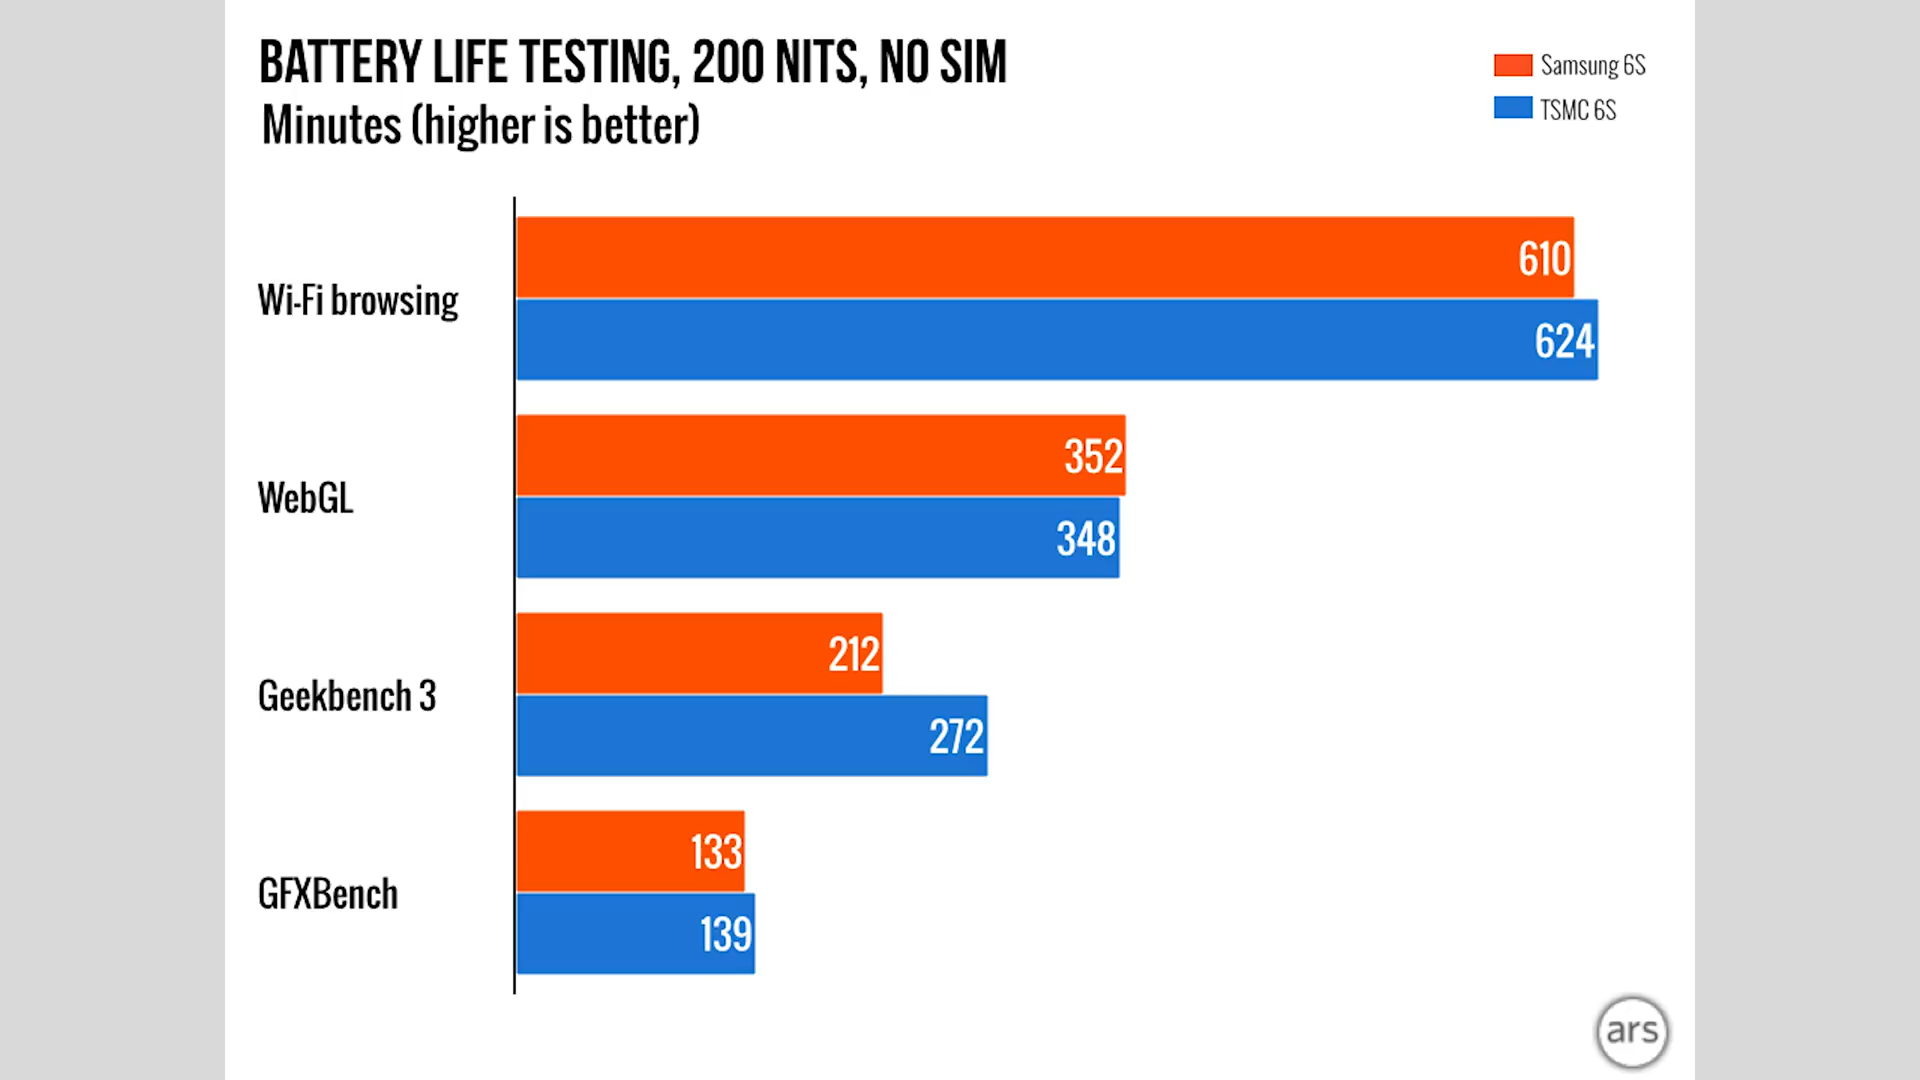 BATTERY LIFE TESTING, 200 NITS, NO SIM
Minutes (higher is better)
Samsung 6S
TSMC 6S
Wi-Fi browsing
610
624
WebGL
352
348
Geekbench 3
212
272
GFXBench
133
139
ars